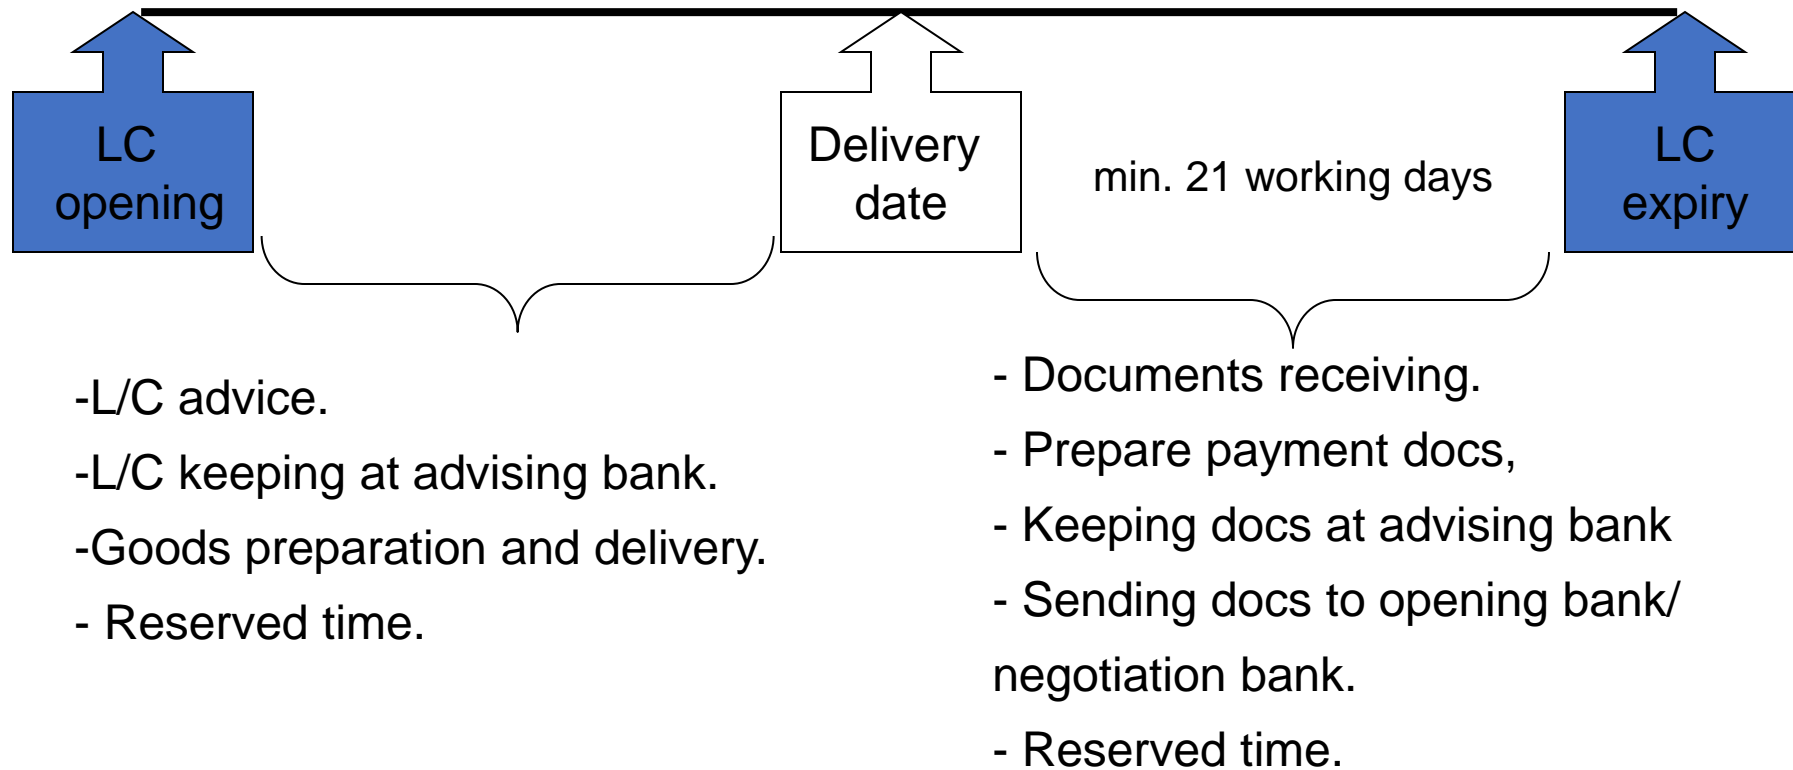 LC
opening
Delivery
date
min. 21 working days
LC
expiry
-L/C advice.
-L/C keeping at advising bank.
-Goods preparation and delivery.
- Reserved time.
- Documents receiving.
- Prepare payment docs,
- Keeping docs at advising bank
- Sending docs to opening bank/
negotiation bank.
- Reserved time.